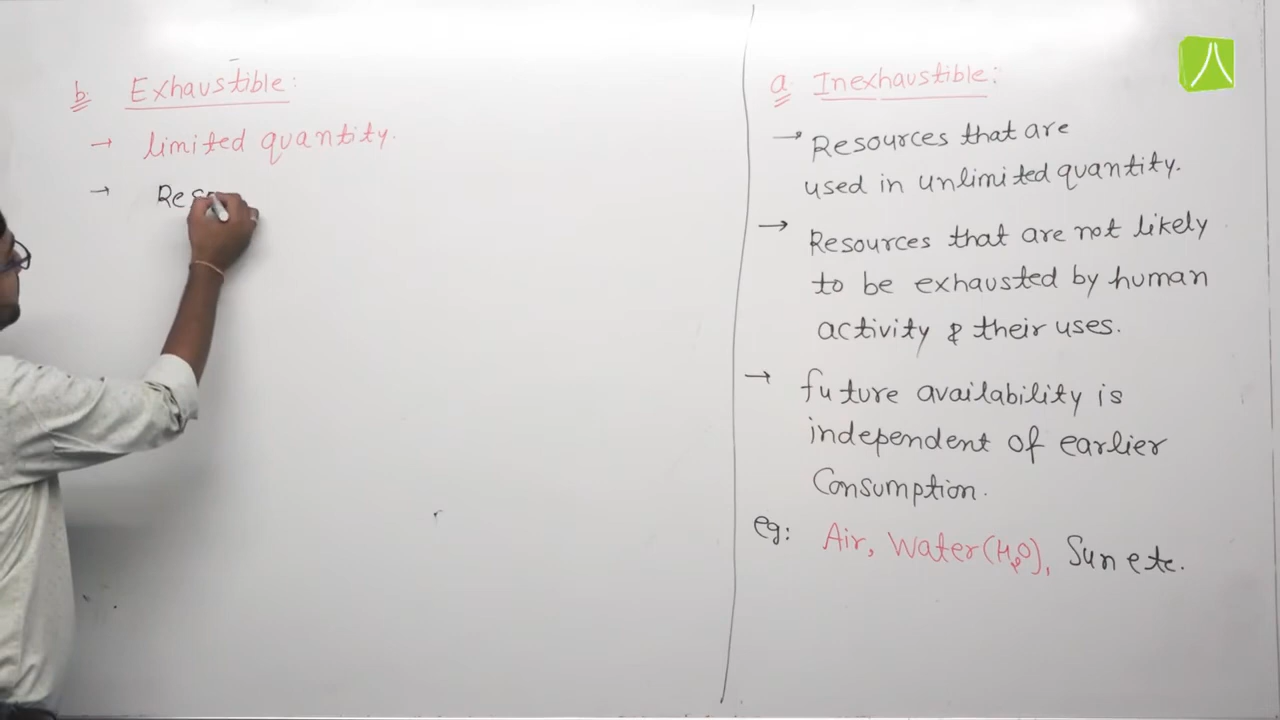 b. Exhaustible:
→ limited quantity.
→
a. Inexhaustible:
→ Resources that are
used in unlimited quantity.
→ Resources that are not likely
to be exhausted by human
activity & their uses.
→ future availability is
independent of earlier
Consumption.
eg: Air, Water (H₂O), Sun etc.